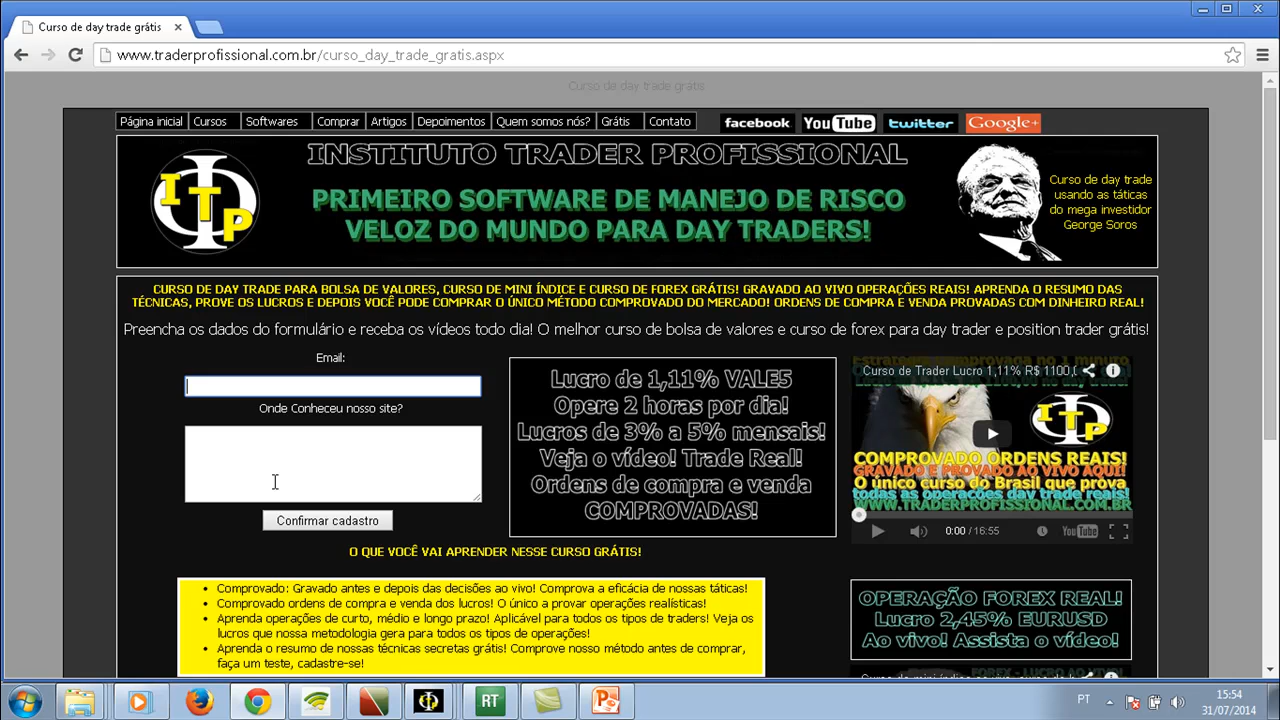 Curso de day trade grátis
www.traderprofissional.com.br/curso_day_trade_gratis.aspx
Curso de day trade grátis
Página inicial Cursos Softwares Comprar Artigos Depoimentos Quem somos nós? Grátis Contato facebook YouTube twitter Google+
INSTITUTO TRADER PROFISSIONAL
PRIMEIRO SOFTWARE DE MANEJO DE RISCO
VELOZ DO MUNDO PARA DAY TRADERS!
ITP
Curso de day trade
usando as táticas
do mega investidor
George Soros
CURSO DE DAY TRADE PARA BOLSA DE VALORES, CURSO DE MINI ÍNDICE E CURSO DE FOREX GRÁTIS! GRAVADO AO VIVO OPERAÇÕES REAIS! APRENDA O RESUMO DAS
TÉCNICAS, PROVE OS LUCROS E DEPOIS VOCÊ PODE COMPRAR O ÚNICO MÉTODO COMPROVADO DO MERCADO! ORDENS DE COMPRA E VENDA PROVADAS COM DINHEIRO REAL!
Preencha os dados do formulário e receba os vídeos todo dia! O melhor curso de bolsa de valores e curso de forex para day trader e position trader grátis!
Email:
Onde Conheceu nosso site?
Confirmar cadastro
Lucro de 1,11% VALE5
Opere 2 horas por dia!
Lucros de 3% a 5% mensais!
Veja o vídeo! Trade Real!
Ordens de compra e venda
COMPROVADAS!
Curso de Trader Lucro 1,11% R$ 1100,0
ITP
COMPROVADO ORDENS REAIS!
GRAVADO E PROVADO AO VIVO AQUI!
O único curso do Brasil que prova
todas as operações day trade reais!
WWW.TRADERPROFISSIONAL.COM.BR
0:00 / 16:55 YouTube
O QUE VOCÊ VAI APRENDER NESSE CURSO GRÁTIS!
• Comprovado: Gravado antes e depois das decisões ao vivo! Comprova a eficácia de nossas táticas!
• Comprovado ordens de compra e venda dos lucros! O único a provar operações realísticas!
• Aprenda operações de curto, médio e longo prazo! Aplicável para todos os tipos de traders! Veja os
lucros que nossa metodologia gera para todos os tipos de operações!
• Aprenda o resumo de nossas técnicas secretas grátis! Comprove nosso método antes de comprar,
faça um teste, cadastre-se!
OPERAÇÃO FOREX REAL!
Lucro 2,45% EURUSD
Ao vivo! Assista o vídeo!
RT
PT
15:54
31/07/2014